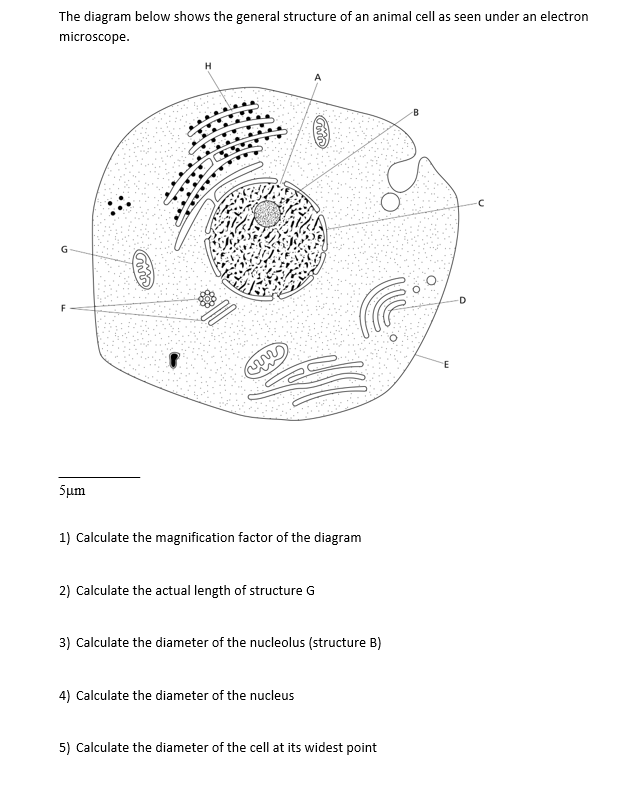 The diagram below shows the general structure of an animal cell as seen under an electron
microscope.
H
A
B
C
G
D
F
E
5μm
1) Calculate the magnification factor of the diagram
2) Calculate the actual length of structure G
3) Calculate the diameter of the nucleolus (structure B)
4) Calculate the diameter of the nucleus
5) Calculate the diameter of the cell at its widest point